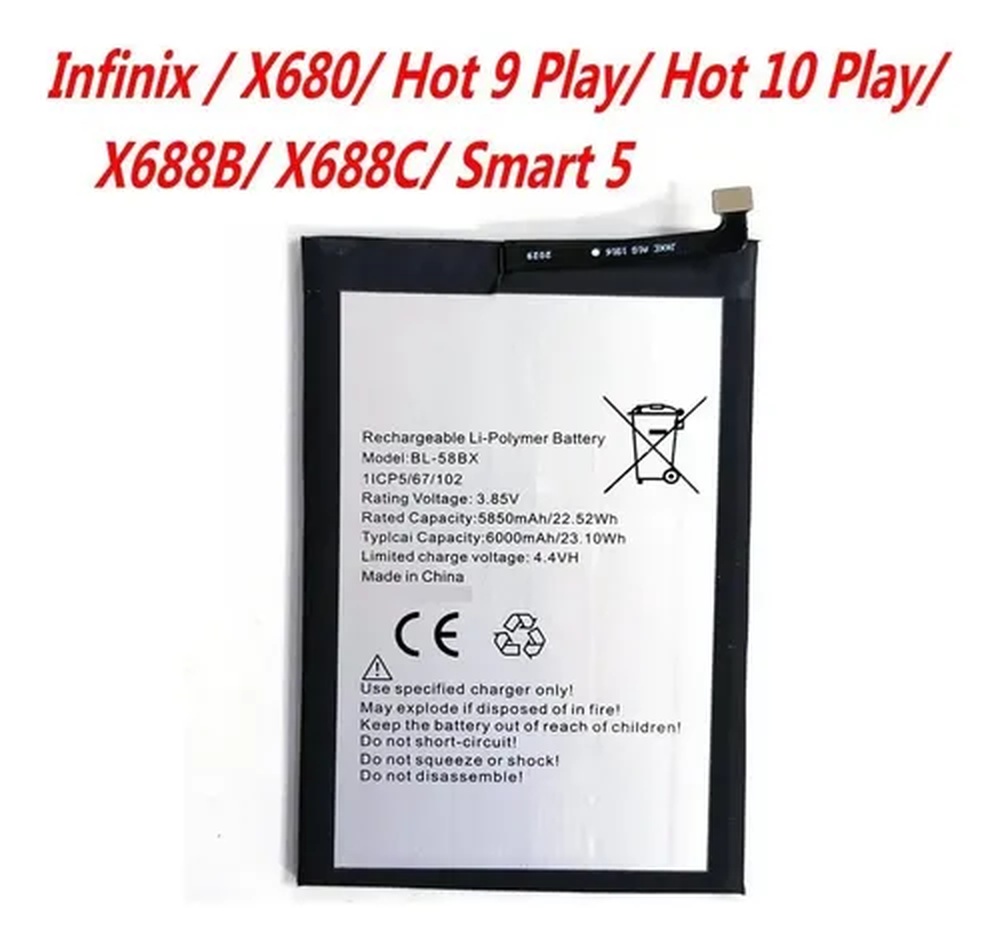 Infinix / X680/ Hot 9 Play/ Hot 10 Play/
X688B/ X688C/ Smart 5
2029
Rechargeable Li-Polymer Battery
Model:BL-58BX
1ICP5/67/102
Rating Voltage: 3.85V
Rated Capacity:5850mAh/22.52Wh
Typlcai Capacity:6000mAh/23.10Wh
Limited charge voltage: 4.4VH
Made in China
CE
Use specified charger only!
May explode if disposed of in fire!
Keep the battery out of reach of children!
Do not short-circuit!
Do not squeeze or shock!
Do not disassemble!